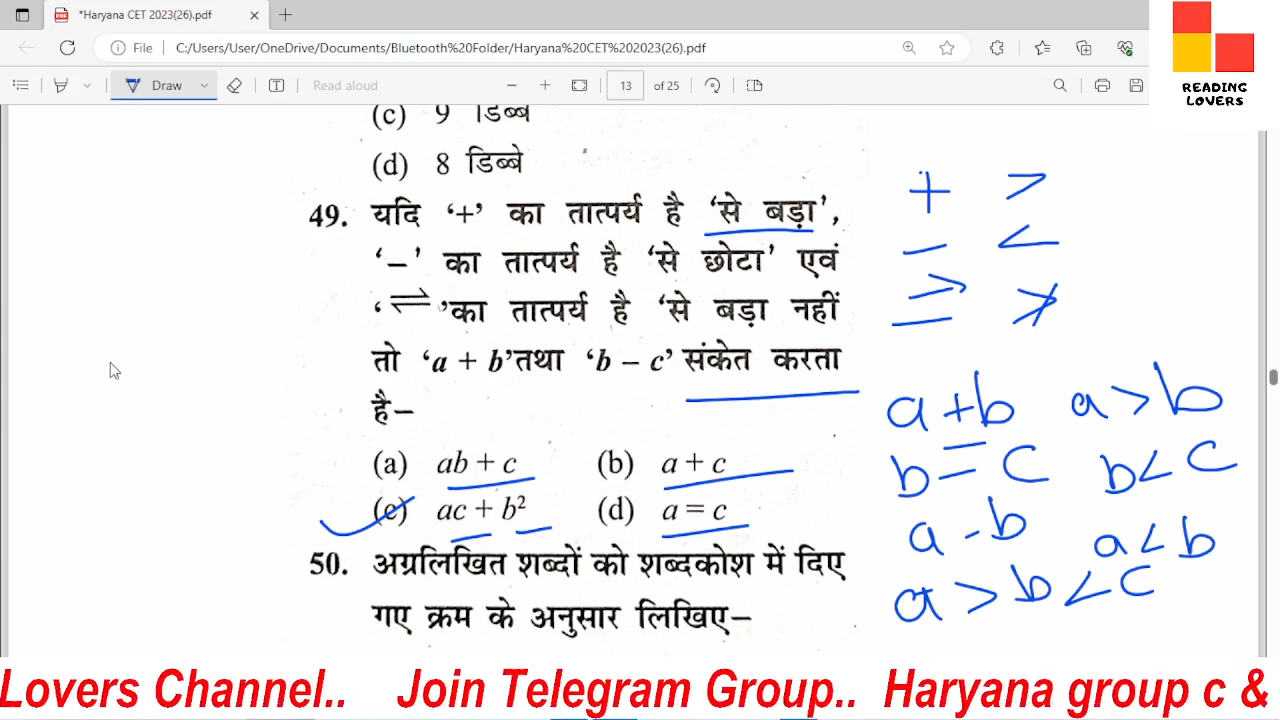 *Haryana CET 2023(26).pdf
File C:/Users/User/OneDrive/Documents/Bluetooth%20Folder/Haryana%20CET%202023(26).pdf
Draw Read aloud 13 of 25
READING
LOVERS
(c) 9 डिब्बे
(d) 8 डिब्बे
49. यदि ‘+’ का तात्पर्य है ‘से बड़ा’,
‘–’ का तात्पर्य है ‘से छोटा’ एवं
‘⇌’का तात्पर्य है ‘से बड़ा नहीं
तो ‘a + b’तथा ‘b – c’ संकेत करता
है–
(a) ab + c (b) a + c
(c) ac + b² (d) a = c
50. अग्रलिखित शब्दों को शब्दकोश में दिए
गए क्रम के अनुसार लिखिए–
+ >
– <
⇌ ≯
a + b a > b
b = c b < c
a - b a < b
a > b < c
Lovers Channel.. Join Telegram Group.. Haryana group c &